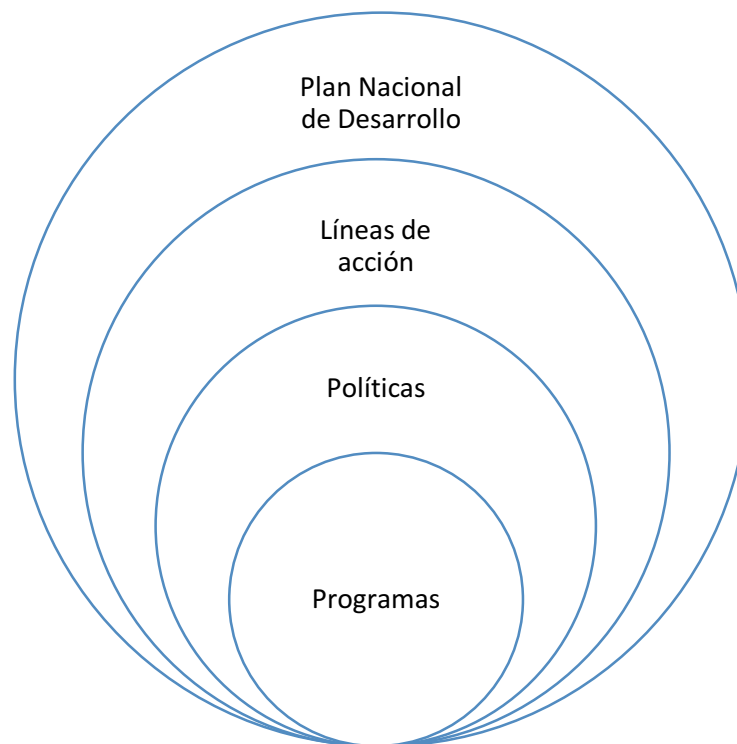 Plan Nacional
de Desarrollo
Líneas de
acción
Políticas
Programas